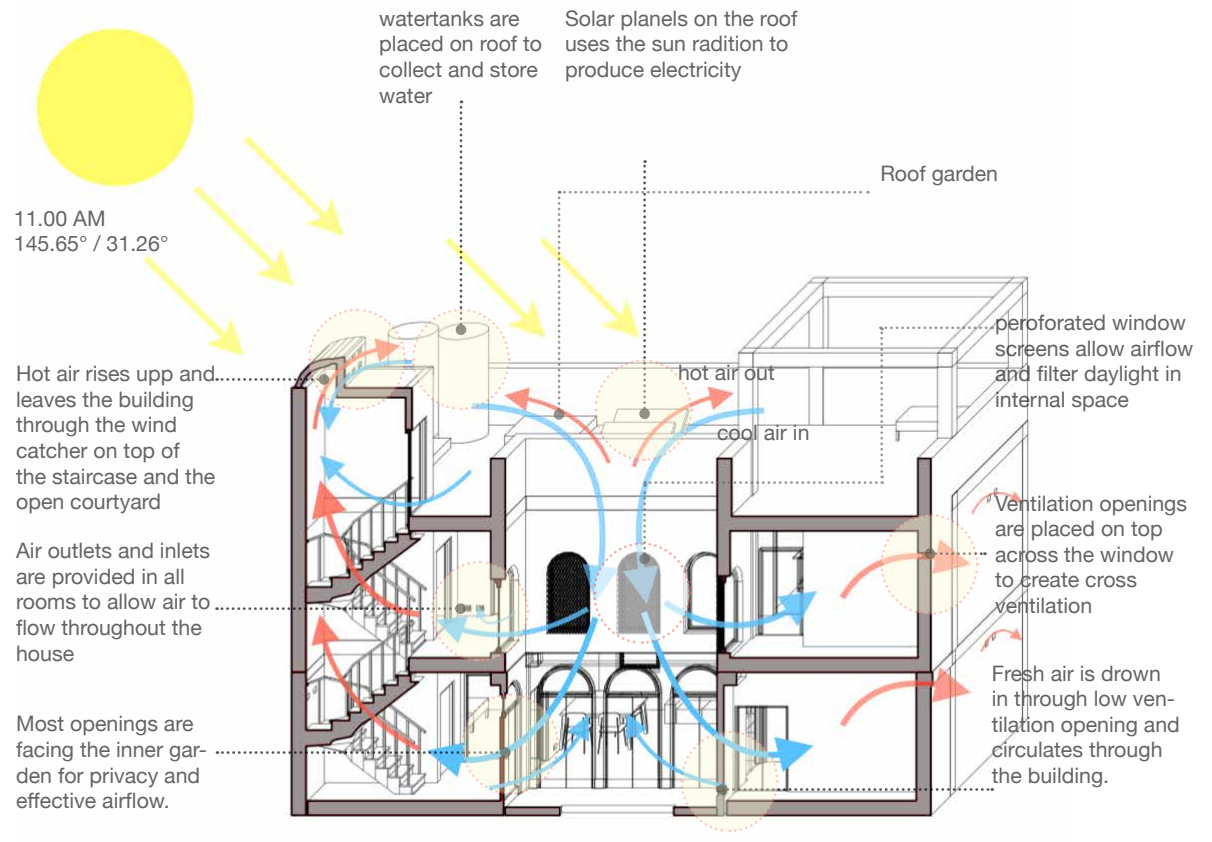 watertanks are
placed on roof to
collect and store
water
Solar planels on the roof
uses the sun radition to
produce electricity
Roof garden
11.00 AM
145.65° / 31.26°
peroforated window
screens allow airflow
and filter daylight in
internal space
Hot air rises upp and
leaves the building
through the wind
catcher on top of
the staircase and the
open courtyard
hot air out
cool air in
Ventilation openings
are placed on top
across the window
to create cross
ventilation
Air outlets and inlets
are provided in all
rooms to allow air to
flow throughout the
house
Fresh air is drown
in through low ven-
tilation opening and
circulates through
the building.
Most openings are
facing the inner gar-
den for privacy and
effective airflow.